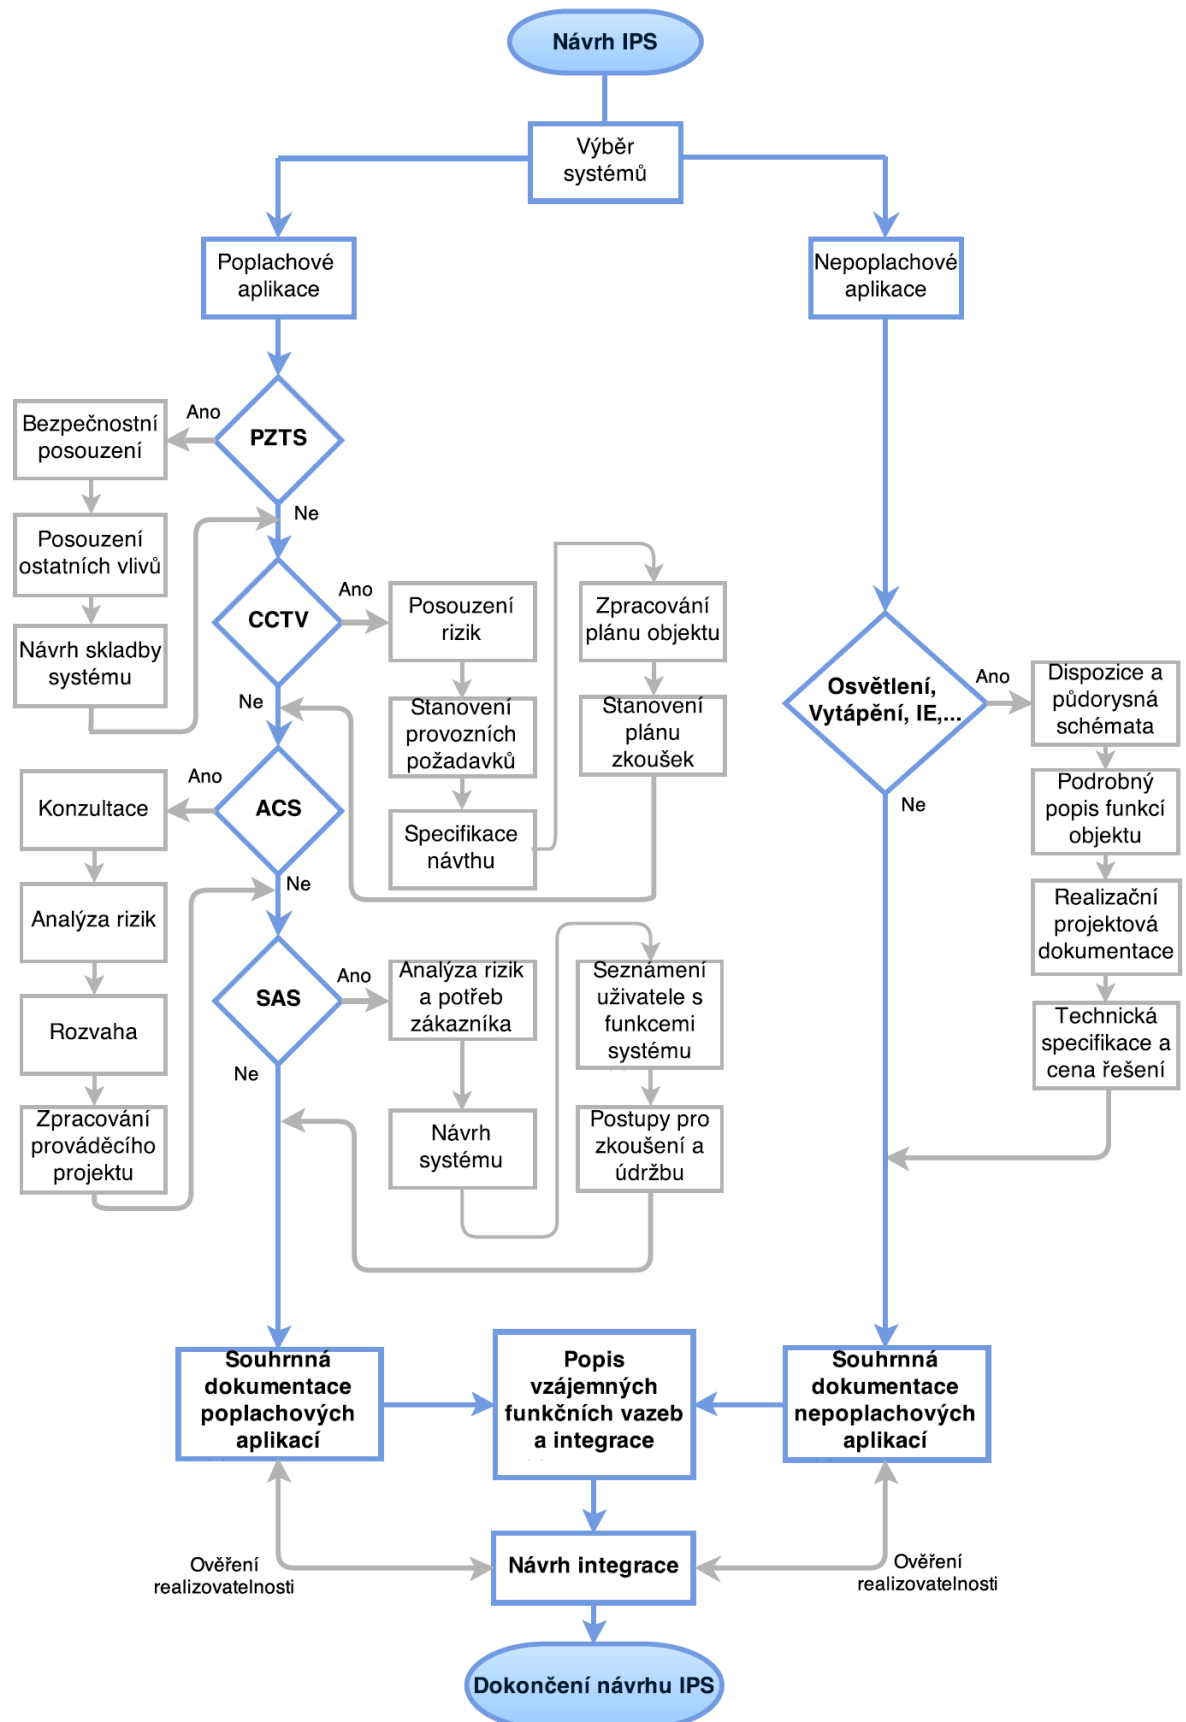 Návrh IPS
Výběr
systémů
Poplachové
aplikace
Nepoplachové
aplikace
PZTS
Ano
Ne
Bezpečnostní
posouzení
Posouzení
ostatních vlivů
Návrh skladby
systému
CCTV
Ano
Ne
Posouzení
rizik
Stanovení
provozních
požadavků
Specifikace
návthu
Zpracování
plánu objektu
Stanovení
plánu
zkoušek
ACS
Ano
Ne
Konzultace
Analýza rizik
Rozvaha
Zpracování
prováděcího
projektu
SAS
Ano
Ne
Analýza rizik
a potřeb
zákazníka
Návrh
systému
Seznámení
uživatele s
funkcemi
systému
Postupy pro
zkoušení a
údržbu
Osvětlení,
Vytápění, IE,...
Ano
Ne
Dispozice a
půdorysná
schémata
Podrobný
popis funkcí
objektu
Realizační
projektová
dokumentace
Technická
specifikace a
cena řešení
Souhrnná
dokumentace
poplachových
aplikací
Popis
vzájemných
funkčních vazeb
a integrace
Souhrnná
dokumentace
nepoplachových
aplikací
Ověření
realizovatelnosti
Návrh integrace
Ověření
realizovatelnosti
Dokončení návrhu IPS